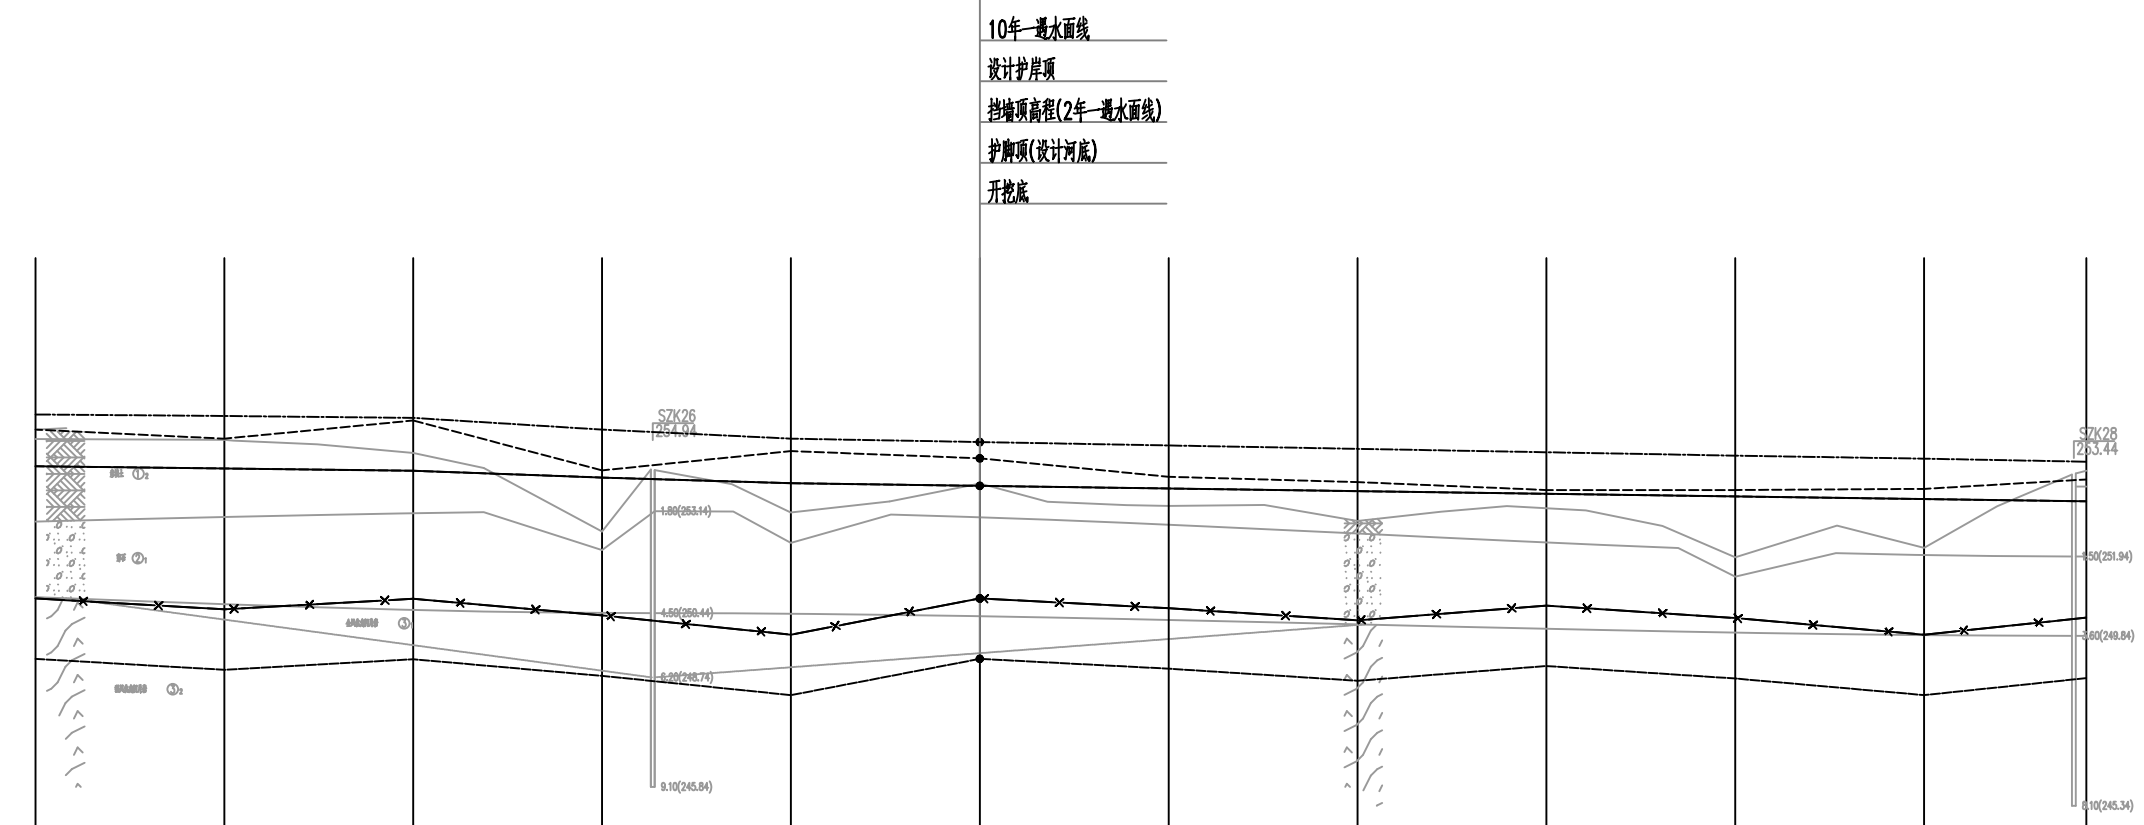 10年一遇水面线
设计护岸顶
挡墙顶高程(2年一遇水面线)
护脚顶(设计河底)
开挖底
SZK26
254.94
SZK28
253.44
①₂
1.80(253.14)
②₁
1.50(251.94)
4.50(250.44)
③₁
3.60(249.84)
6.20(248.74)
③₂
9.10(245.84)
8.10(245.34)